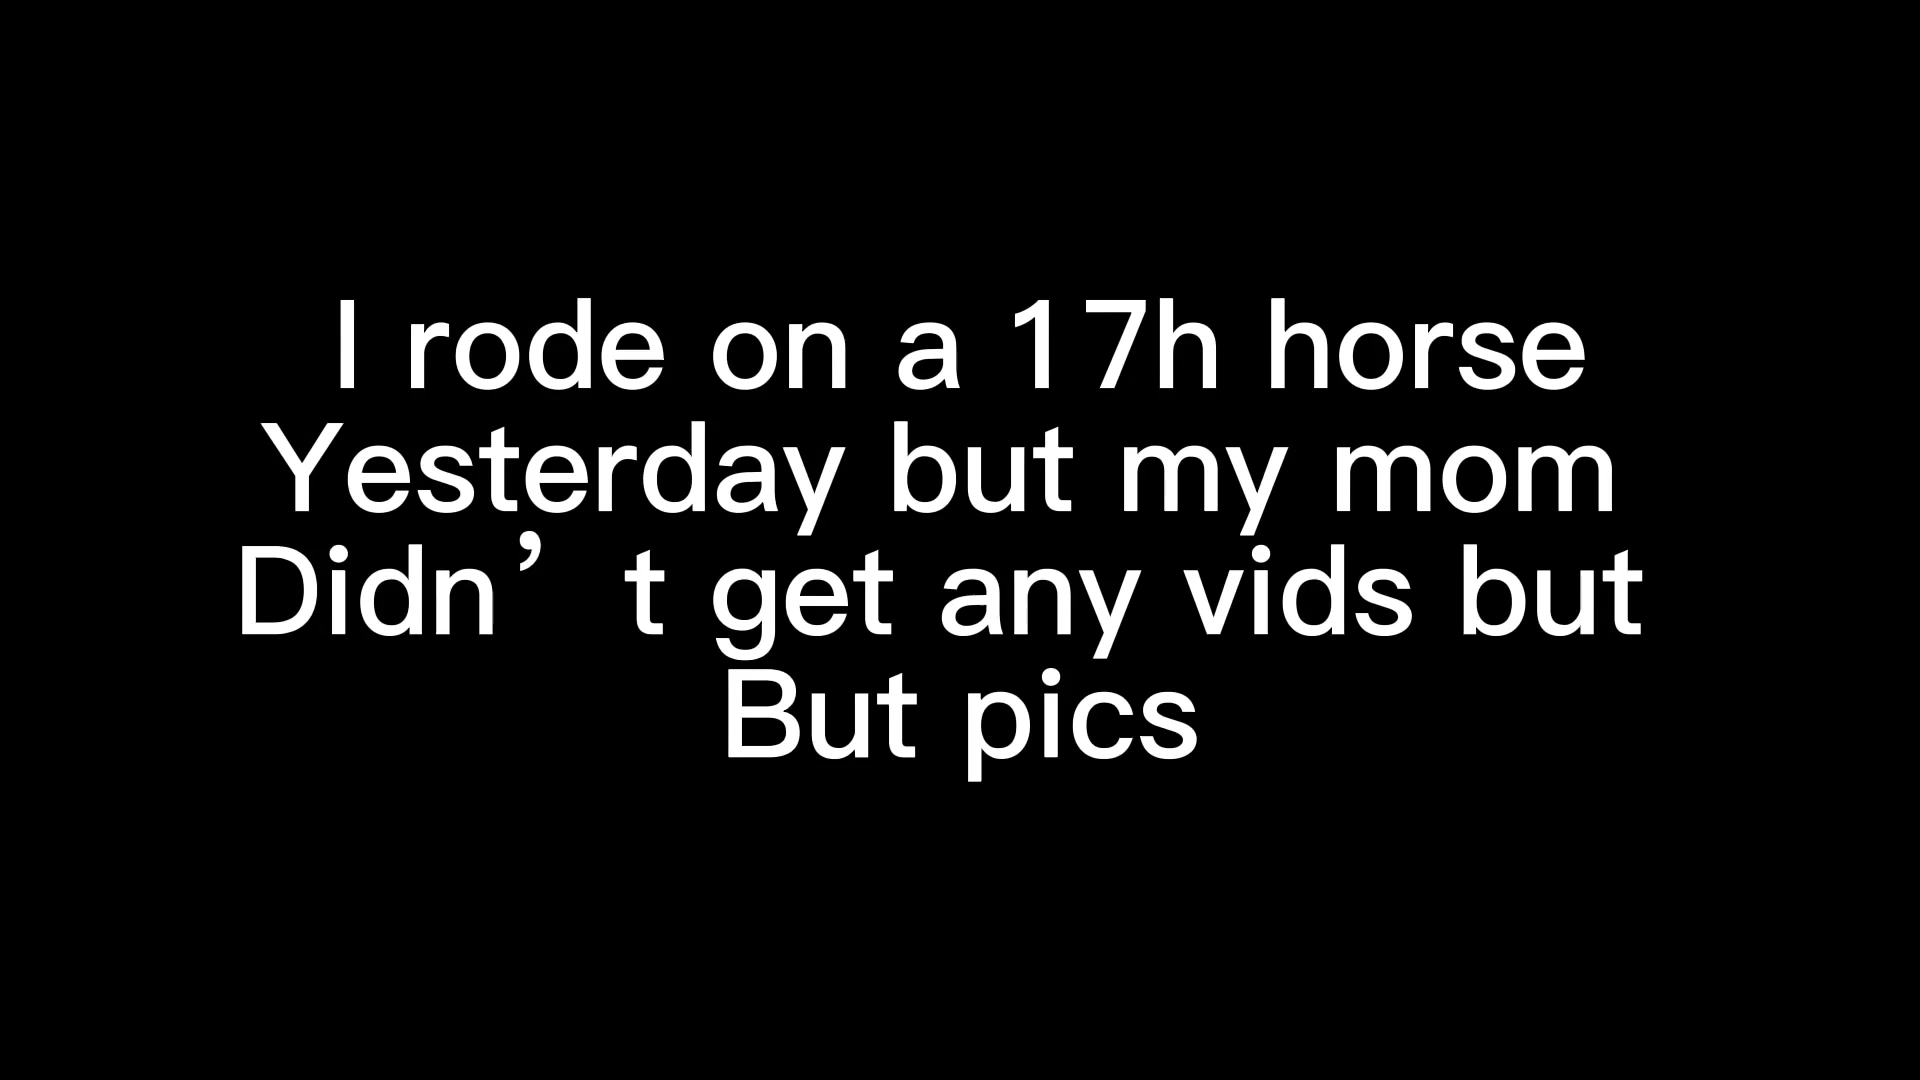 I rode on a 17h horse
Yesterday but my mom
Didn’t get any vids but
But pics